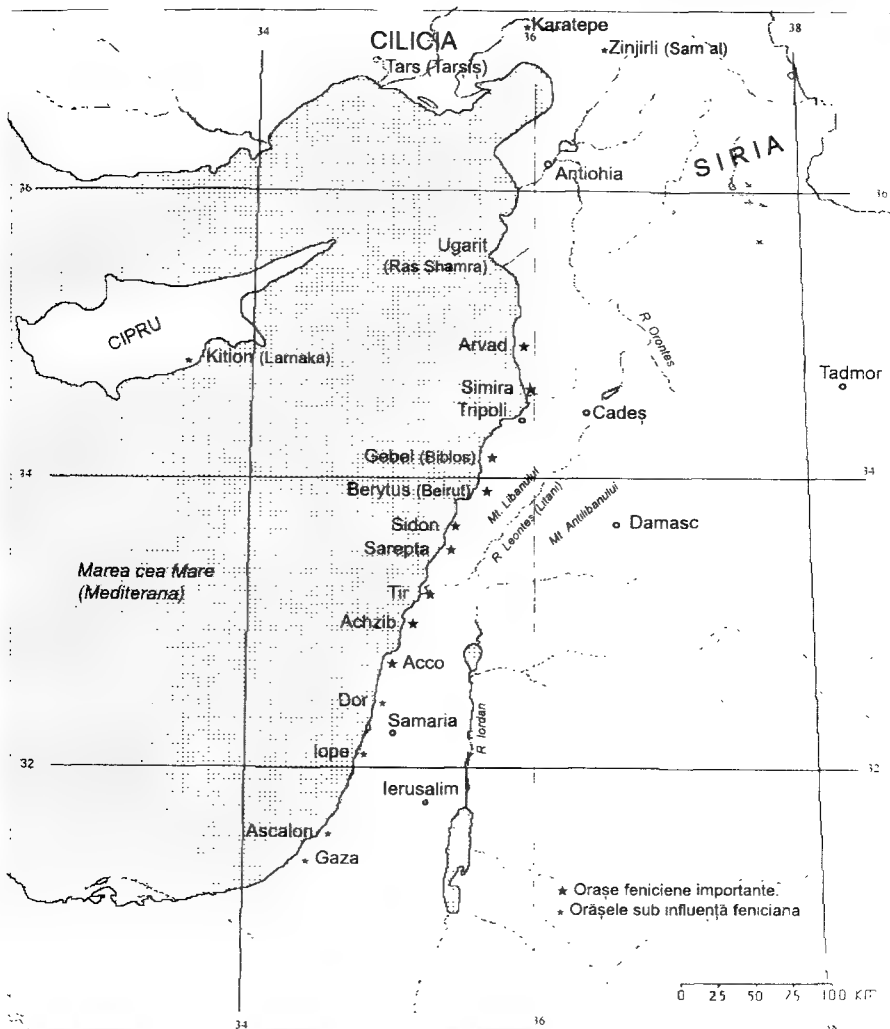 34
36
38
Karatepe
CILICIA
Zinjirli (Sam al)
Tars (Tarsis)
SIRIA
Antiohia
36
36
Ugarit
(Ras Shamra)
R. Orontes
CIPRU
Arvad
Kition (Larnaka)
Tadmor
Simira
Tripoli
Cadeș
Gebel (Biblos)
34
34
Berytus (Beirut)
Mt. Libanului
R Leontes (Litani)
Mt Antilibanului
Sidon
Damasc
Sarepta
Marea cea Mare
(Mediterana)
Tir
Achzib
Acco
Dor
Samaria
R Iordan
Iope
32
32
Ierusalim
Ascalon
Gaza
Orașe feniciene importante.
Orășele sub influență feniciana
0 25 50 75 100 KM
34
36